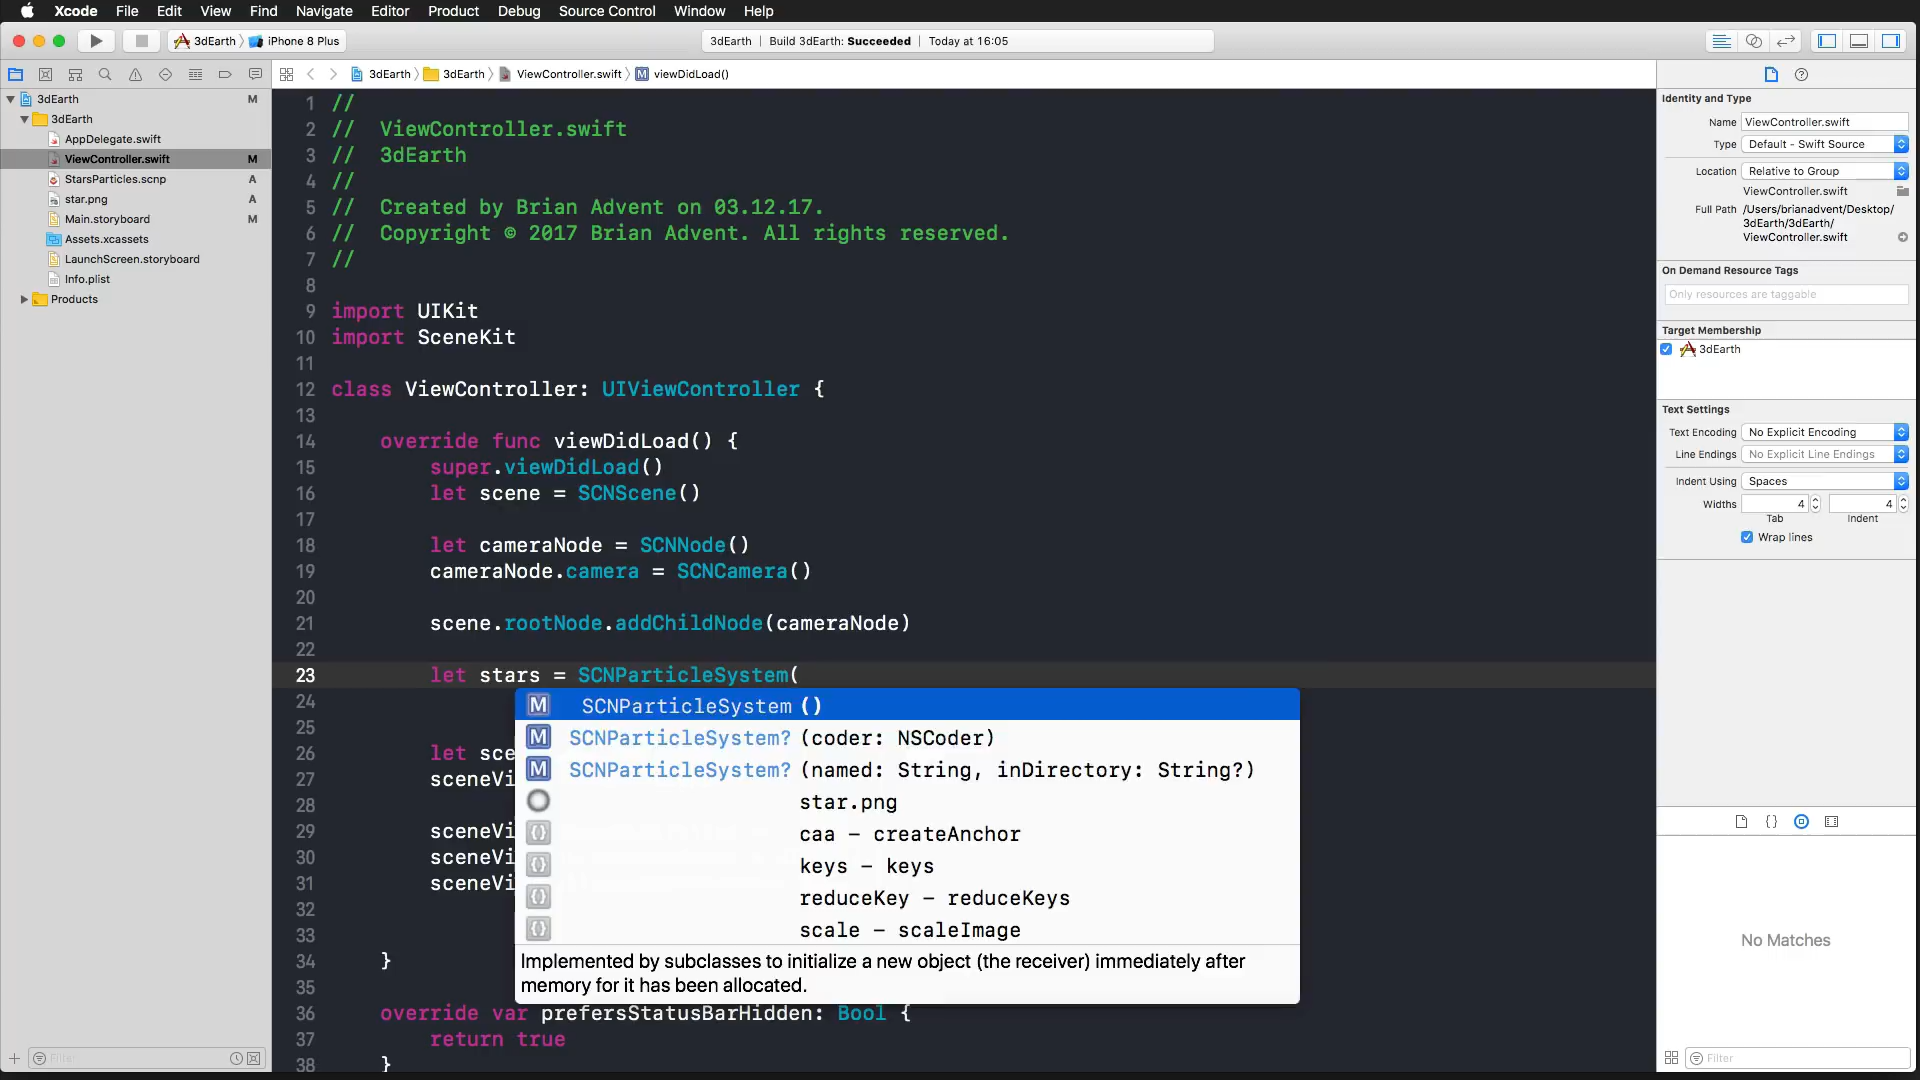 Xcode File Edit View Find Navigate Editor Product Debug Source Control Window Help
3dEarth iPhone 8 Plus
3dEarth | Build 3dEarth: Succeeded | Today at 16:05
3dEarth 3dEarth ViewController.swift M viewDidLoad()
3dEarth M
3dEarth
AppDelegate.swift
ViewController.swift M
StarsParticles.scnp A
star.png A
Main.storyboard M
Assets.xcassets
LaunchScreen.storyboard
Info.plist
Products
Filter
1 //
2 //  ViewController.swift
3 //  3dEarth
4 //
5 //  Created by Brian Advent on 03.12.17.
6 //  Copyright © 2017 Brian Advent. All rights reserved.
7 //
8
9 import UIKit
10 import SceneKit
11
12 class ViewController: UIViewController {
13
14     override func viewDidLoad() {
15         super.viewDidLoad()
16         let scene = SCNScene()
17
18         let cameraNode = SCNNode()
19         cameraNode.camera = SCNCamera()
20
21         scene.rootNode.addChildNode(cameraNode)
22
23         let stars = SCNParticleSystem(
24
25
26         let sce
27         sceneVi
28
29         sceneVi
30         sceneVi
31         sceneVi
32
33
34     }
35
36     override var prefersStatusBarHidden: Bool {
37         return true
38     }
M SCNParticleSystem ()
M SCNParticleSystem? (coder: NSCoder)
M SCNParticleSystem? (named: String, inDirectory: String?)
star.png
{} caa – createAnchor
{} keys – keys
{} reduceKey – reduceKeys
{} scale – scaleImage
Implemented by subclasses to initialize a new object (the receiver) immediately after
memory for it has been allocated.
Identity and Type
Name ViewController.swift
Type Default - Swift Source
Location Relative to Group
ViewController.swift
Full Path /Users/brianadvent/Desktop/
3dEarth/3dEarth/
ViewController.swift
On Demand Resource Tags
Only resources are taggable
Target Membership
3dEarth
Text Settings
Text Encoding No Explicit Encoding
Line Endings No Explicit Line Endings
Indent Using Spaces
Widths 4 4
Tab Indent
Wrap lines
{}
No Matches
Filter